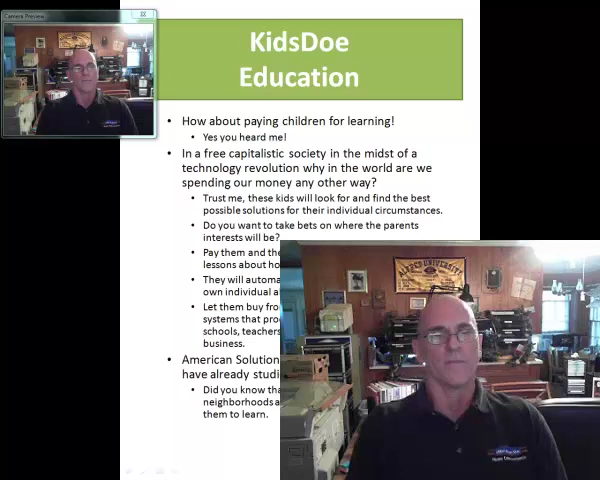 Camera Preview
KidsDoe
Education
• How about paying children for learning!
• Yes you heard me!
• In a free capitalistic society in the midst of a
technology revolution why in the world are we
spending our money any other way?
• Trust me, these kids will look for and find the best
possible solutions for their individual circumstances.
• Do you want to take bets on where the parents
interests will be?
• Pay them and the
lessons about ho
• They will automa
own individual a
• Let them buy fro
systems that pro
schools, teachers
business.
• American Solution
have already studi
• Did you know tha
neighborhoods a
them to learn.
ALFRED UNIVERSITY